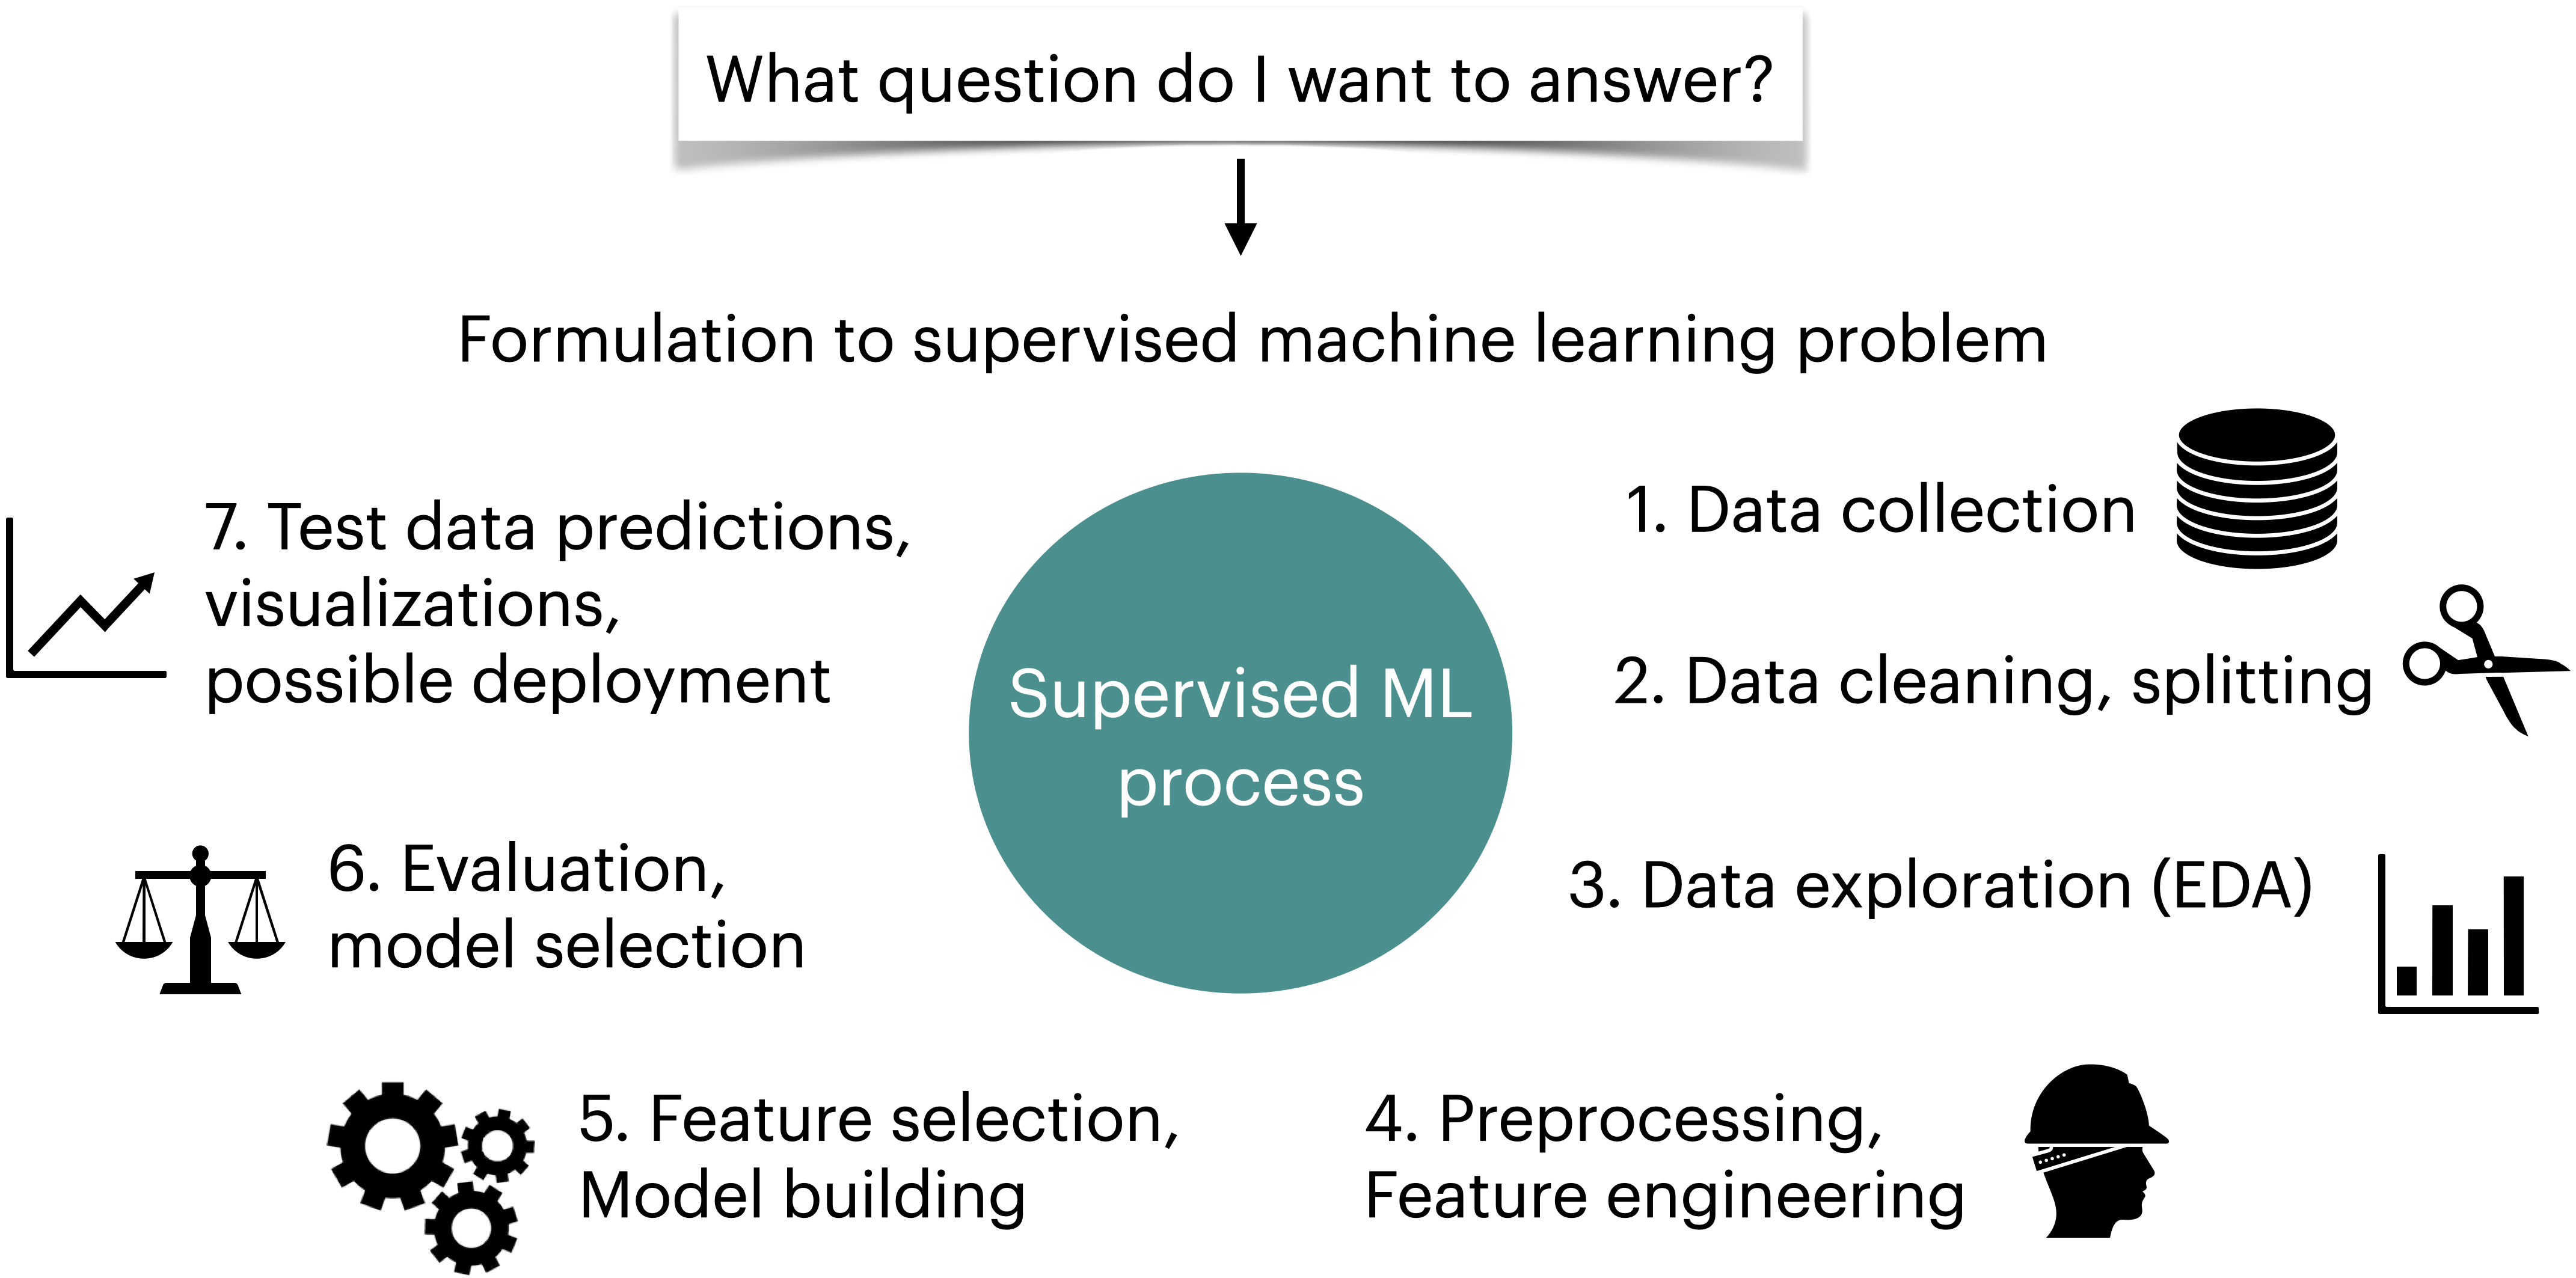 What question do I want to answer?
Formulation to supervised machine learning problem
Supervised ML
process
1. Data collection
2. Data cleaning, splitting
3. Data exploration (EDA)
4. Preprocessing,
Feature engineering
5. Feature selection,
Model building
6. Evaluation,
model selection
7. Test data predictions,
visualizations,
possible deployment